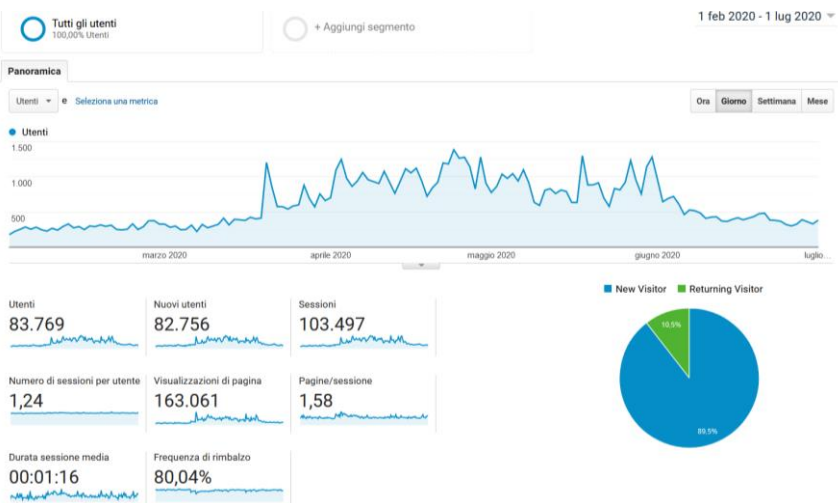 1 feb 2020 - 1 lug 2020
Tutti gli utenti
100,00% Utenti
+ Aggiungi segmento
Panoramica
Utenti e Seleziona una metrica
Ora Giorno Settimana Mese
Utenti
1.500
1.000
500
marzo 2020 aprile 2020 maggio 2020 giugno 2020 luglio…
New Visitor Returning Visitor
Utenti Nuovi utenti Sessioni
83.769 82.756 103.497
Numero di sessioni per utente Visualizzazioni di pagina Pagine/sessione
1,24 163.061 1,58
Durata sessione media Frequenza di rimbalzo
00:01:16 80,04%
10,5%
89,5%